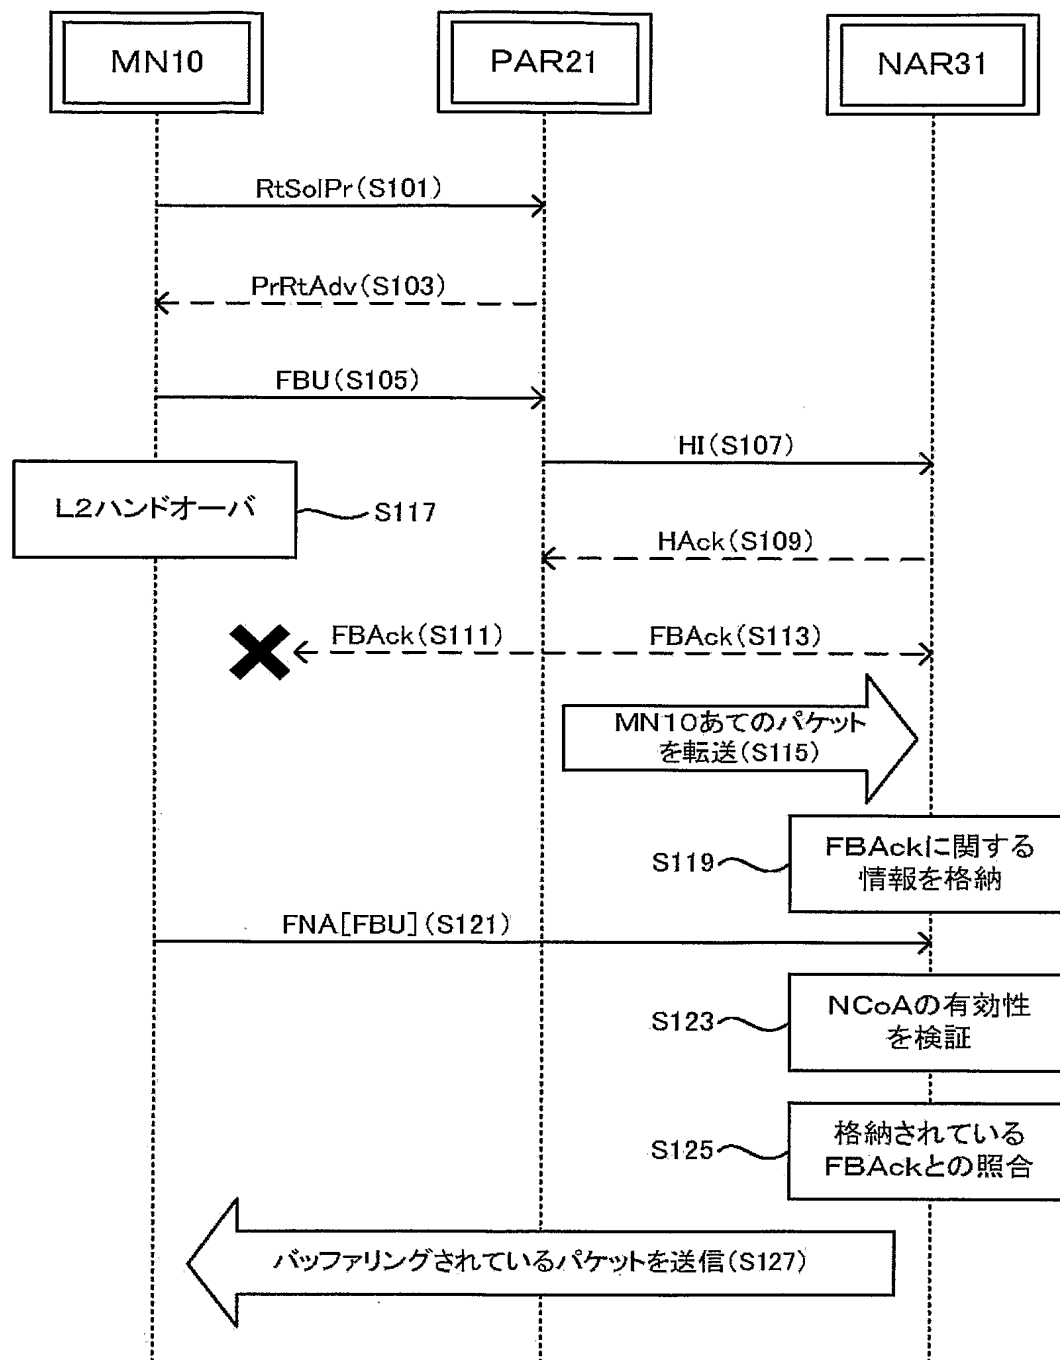 MN10
PAR21
NAR31
RtSolPr(S101)
PrRtAdv(S103)
FBU(S105)
HI(S107)
L2ハンドオーバ
S117
HAck(S109)
FBAck(S111)
FBAck(S113)
MN10あてのパケット
を転送(S115)
S119
FBAckに関する
情報を格納
FNA[FBU](S121)
S123
NCoAの有効性
を検証
S125
格納されている
FBAckとの照合
バッファリングされているパケットを送信(S127)